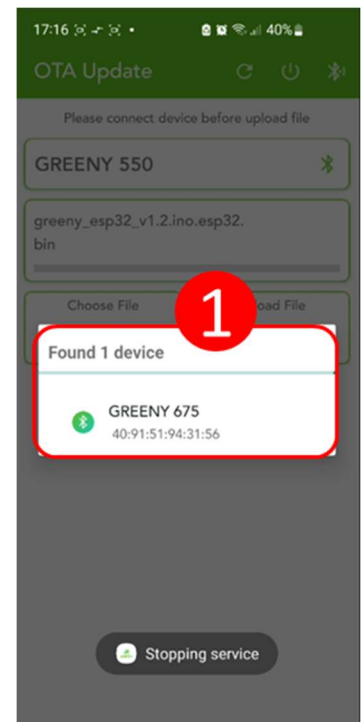 17:16 40%
OTA Update
Please connect device before upload file
GREENY 550
greeny_esp32_v1.2.ino.esp32.
bin
Choose File oad File
1
Found 1 device
GREENY 675
40:91:51:94:31:56
Stopping service